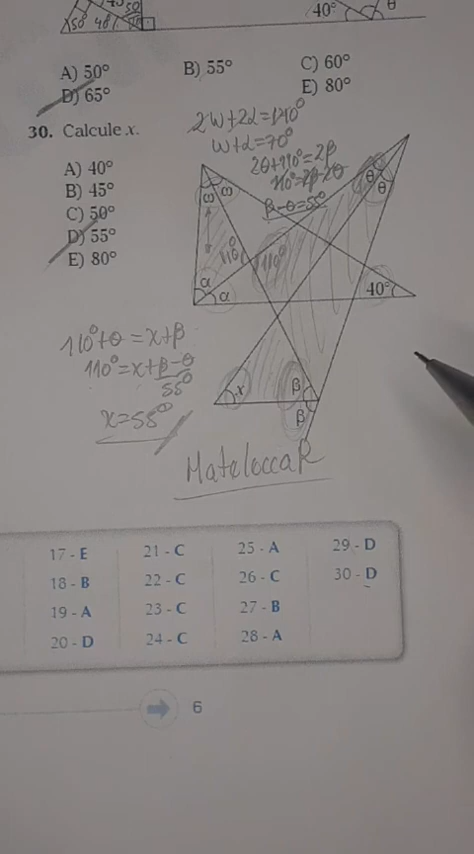 50°
50° 48°
40° θ
A) 50°
B) 55°
C) 60°
D) 65°
E) 80°
30. Calcule x.
A) 40°
B) 45°
C) 50°
D) 55°
E) 80°
2ω+2α=140°
ω+α=70°
2θ+110°=2β
110°=2β-2θ
β-θ=55°
ω ω
θ
θ
110° 110°
α
α
40°
x
β
β
110°+θ=x+β
110°=x+β-θ
55°
x=55°
MateloccaR
17 - E 21 - C 25 - A 29 - D
18 - B 22 - C 26 - C 30 - D
19 - A 23 - C 27 - B
20 - D 24 - C 28 - A
6